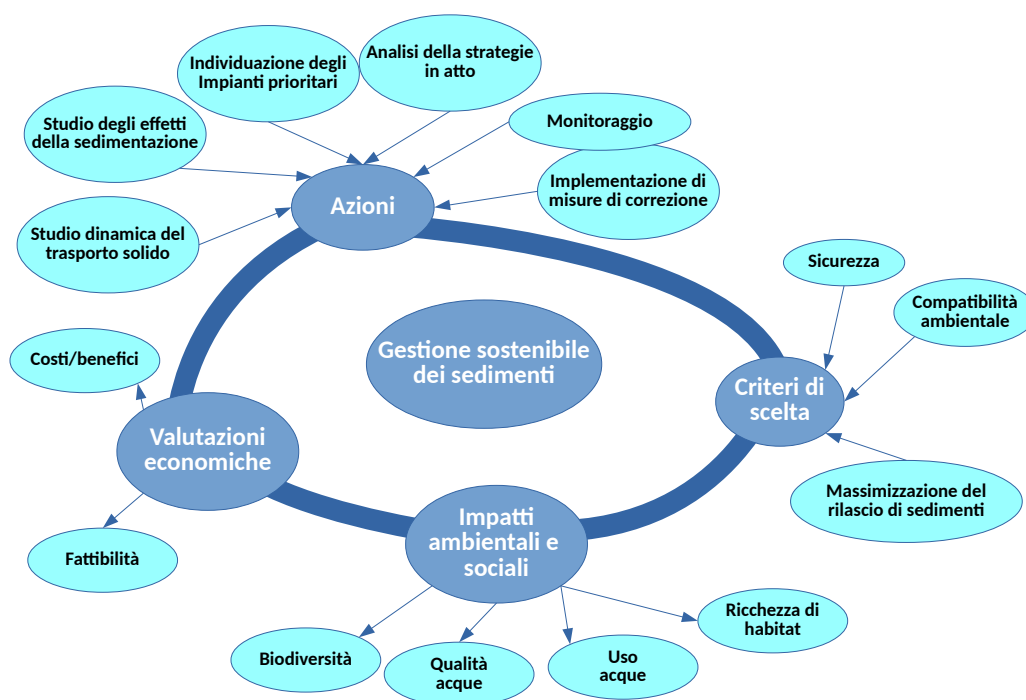 Individuazione degli
Impianti prioritari
Analisi della strategie
in atto
Studio degli effetti
della sedimentazione
Monitoraggio
Implementazione di
misure di correzione
Azioni
Studio dinamica del
trasporto solido
Sicurezza
Compatibilità
ambientale
Costi/benefici
Gestione sostenibile
dei sedimenti
Criteri di
scelta
Valutazioni
economiche
Massimizzazione del
rilascio di sedimenti
Impatti
ambientali e
sociali
Fattibilità
Ricchezza di
habitat
Biodiversità
Qualità
acque
Uso
acque